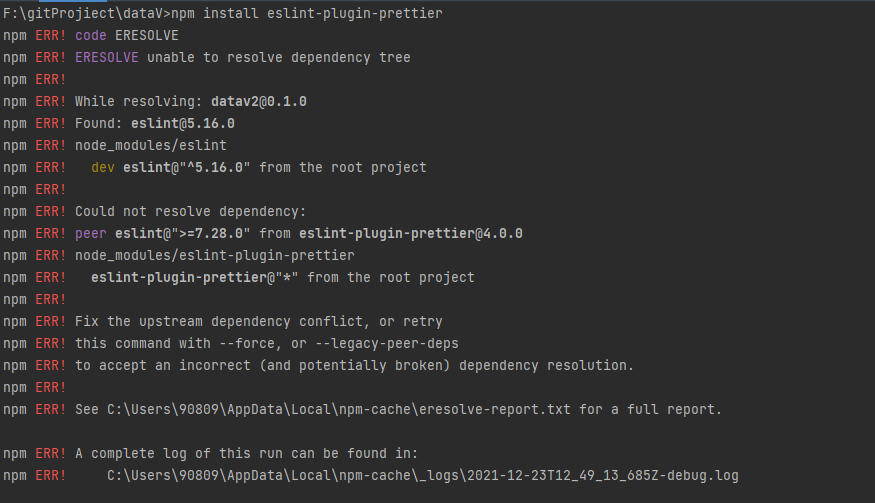 F:\gitProjiect\dataV>npm install eslint-plugin-prettier
npm ERR! code ERESOLVE
npm ERR! ERESOLVE unable to resolve dependency tree
npm ERR!
npm ERR! While resolving: datav2@0.1.0
npm ERR! Found: eslint@5.16.0
npm ERR! node_modules/eslint
npm ERR!   dev eslint@"^5.16.0" from the root project
npm ERR!
npm ERR! Could not resolve dependency:
npm ERR! peer eslint@">=7.28.0" from eslint-plugin-prettier@4.0.0
npm ERR! node_modules/eslint-plugin-prettier
npm ERR!   eslint-plugin-prettier@"*" from the root project
npm ERR!
npm ERR! Fix the upstream dependency conflict, or retry
npm ERR! this command with --force, or --legacy-peer-deps
npm ERR! to accept an incorrect (and potentially broken) dependency resolution.
npm ERR!
npm ERR! See C:\Users\90809\AppData\Local\npm-cache\eresolve-report.txt for a full report.
npm ERR! A complete log of this run can be found in:
npm ERR!     C:\Users\90809\AppData\Local\npm-cache\_logs\2021-12-23T12_49_13_685Z-debug.log